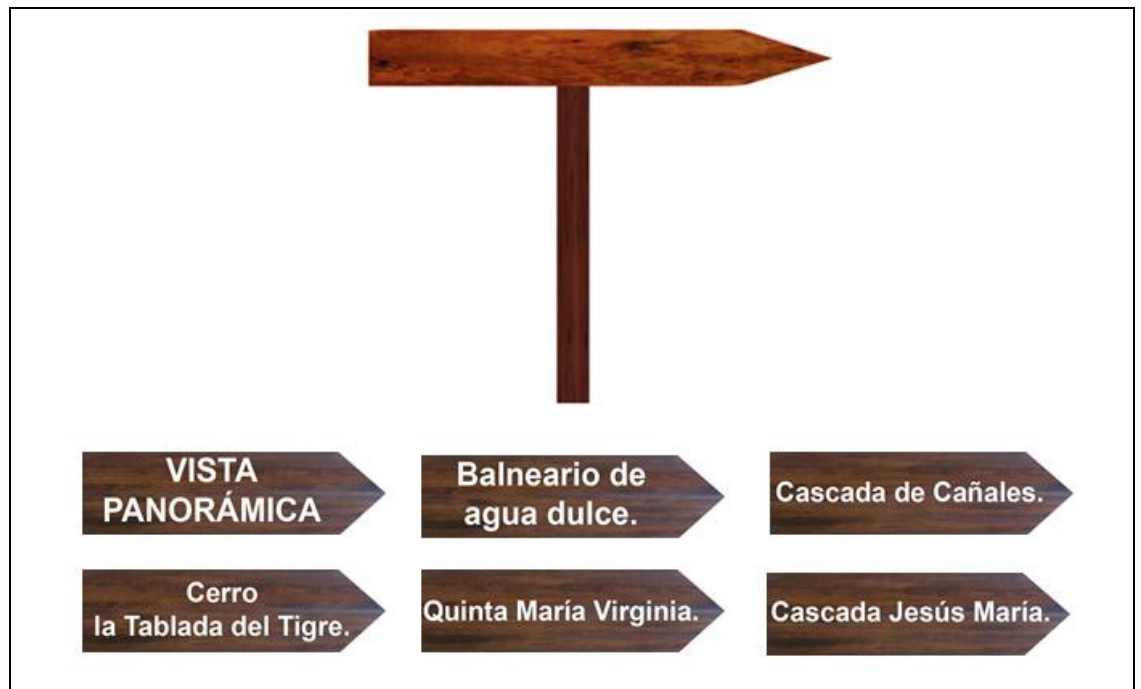 VISTA
PANORÁMICA
Balneario de
agua dulce.
Cascada de Cañales.
Cerro
la Tablada del Tigre.
Quinta María Virginia.
Cascada Jesús María.